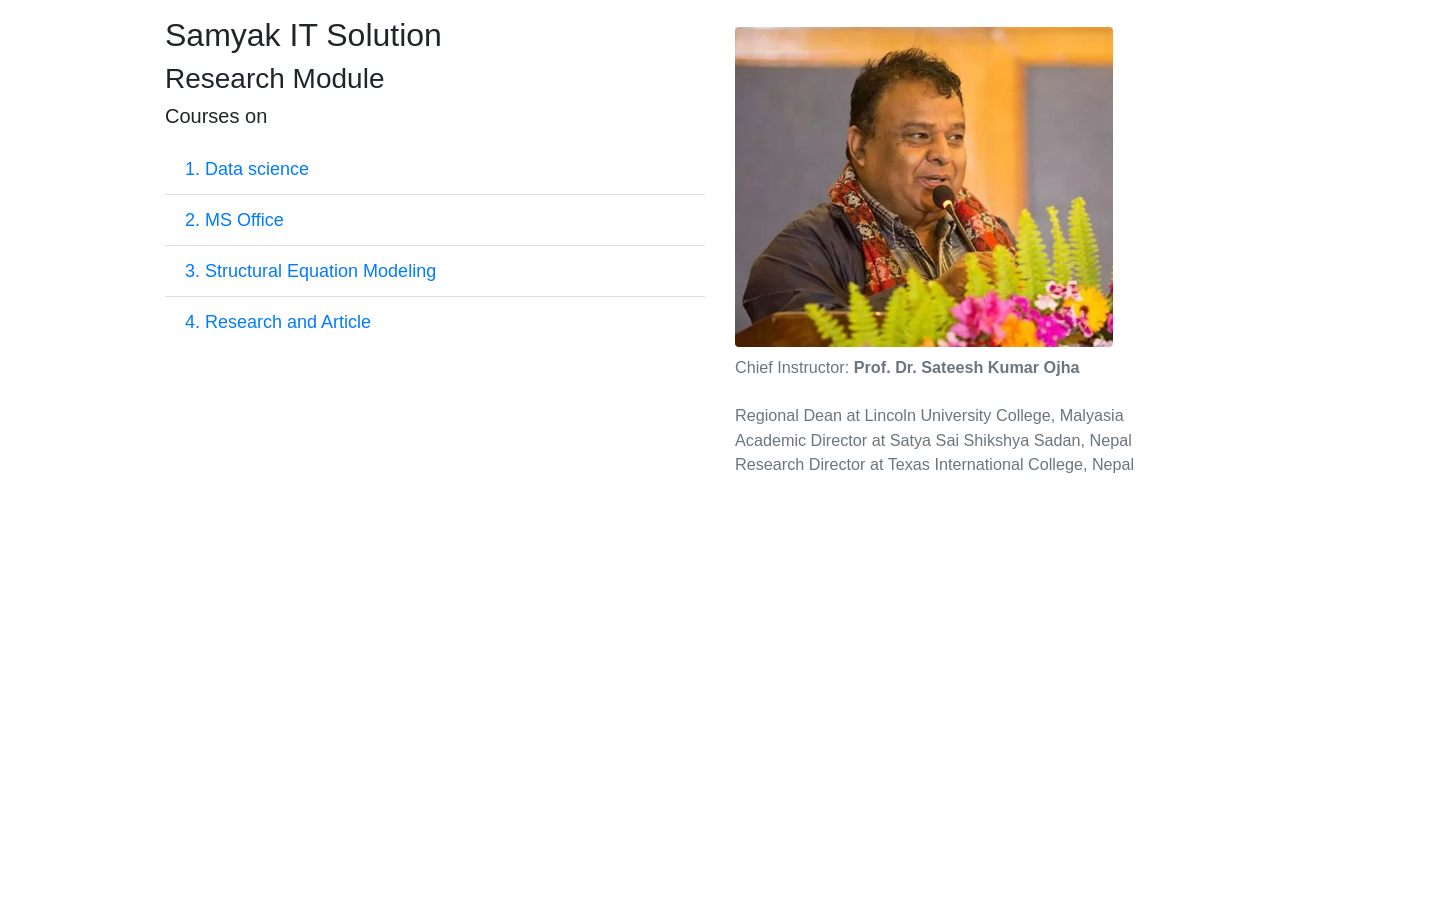 Samyak IT Solution
Research Module
Courses on
1. Data science
2. MS Office
3. Structural Equation Modeling
4. Research and Article
Chief Instructor: Prof. Dr. Sateesh Kumar Ojha
Regional Dean at Lincoln University College, Malyasia
Academic Director at Satya Sai Shikshya Sadan, Nepal
Research Director at Texas International College, Nepal